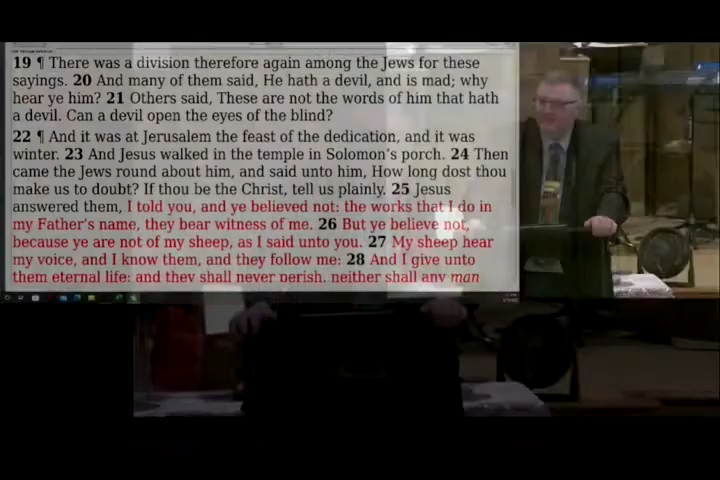 19 ¶ There was a division therefore again among the Jews for these
sayings. 20 And many of them said, He hath a devil, and is mad; why
hear ye him? 21 Others said, These are not the words of him that hath
a devil. Can a devil open the eyes of the blind?
22 ¶ And it was at Jerusalem the feast of the dedication, and it was
winter. 23 And Jesus walked in the temple in Solomon's porch. 24 Then
came the Jews round about him, and said unto him, How long dost thou
make us to doubt? If thou be the Christ, tell us plainly. 25 Jesus
answered them, I told you, and ye believed not: the works that I do in
my Father's name, they bear witness of me. 26 But ye believe not,
because ye are not of my sheep, as I said unto you. 27 My sheep hear
my voice, and I know them, and they follow me: 28 And I give unto
them eternal life; and they shall never perish, neither shall any man